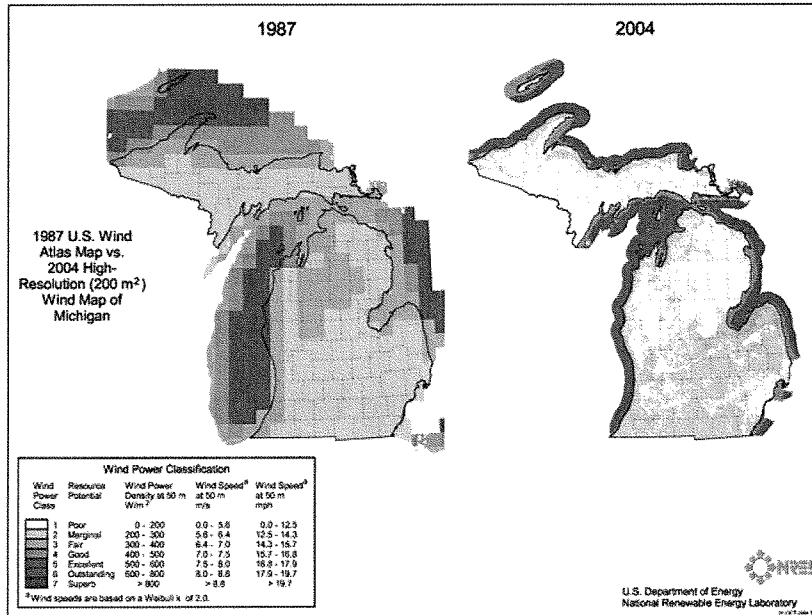 1987
2004
1987 U.S. Wind
Atlas Map vs.
2004 High-
Resolution (200 m²)
Wind Map of
Michigan
Wind Power Classification
Wind Power Class Resource Potential Wind Power Density at 50 m W/m² Wind Speedª at 50 m m/s Wind Speedª at 50 m mph
1 Poor 0 - 200 0.0 - 5.6 0.0 - 12.5
2 Marginal 200 - 300 5.6 - 6.4 12.5 - 14.3
3 Fair 300 - 400 6.4 - 7.0 14.3 - 15.7
4 Good 400 - 500 7.0 - 7.5 15.7 - 16.8
5 Excellent 500 - 600 7.5 - 8.0 16.8 - 17.9
6 Outstanding 600 - 800 8.0 - 8.8 17.9 - 19.7
7 Superb > 800 > 8.8 > 19.7
ª Wind speeds are based on a Weibull k of 2.0.
NREL
U.S. Department of Energy
National Renewable Energy Laboratory